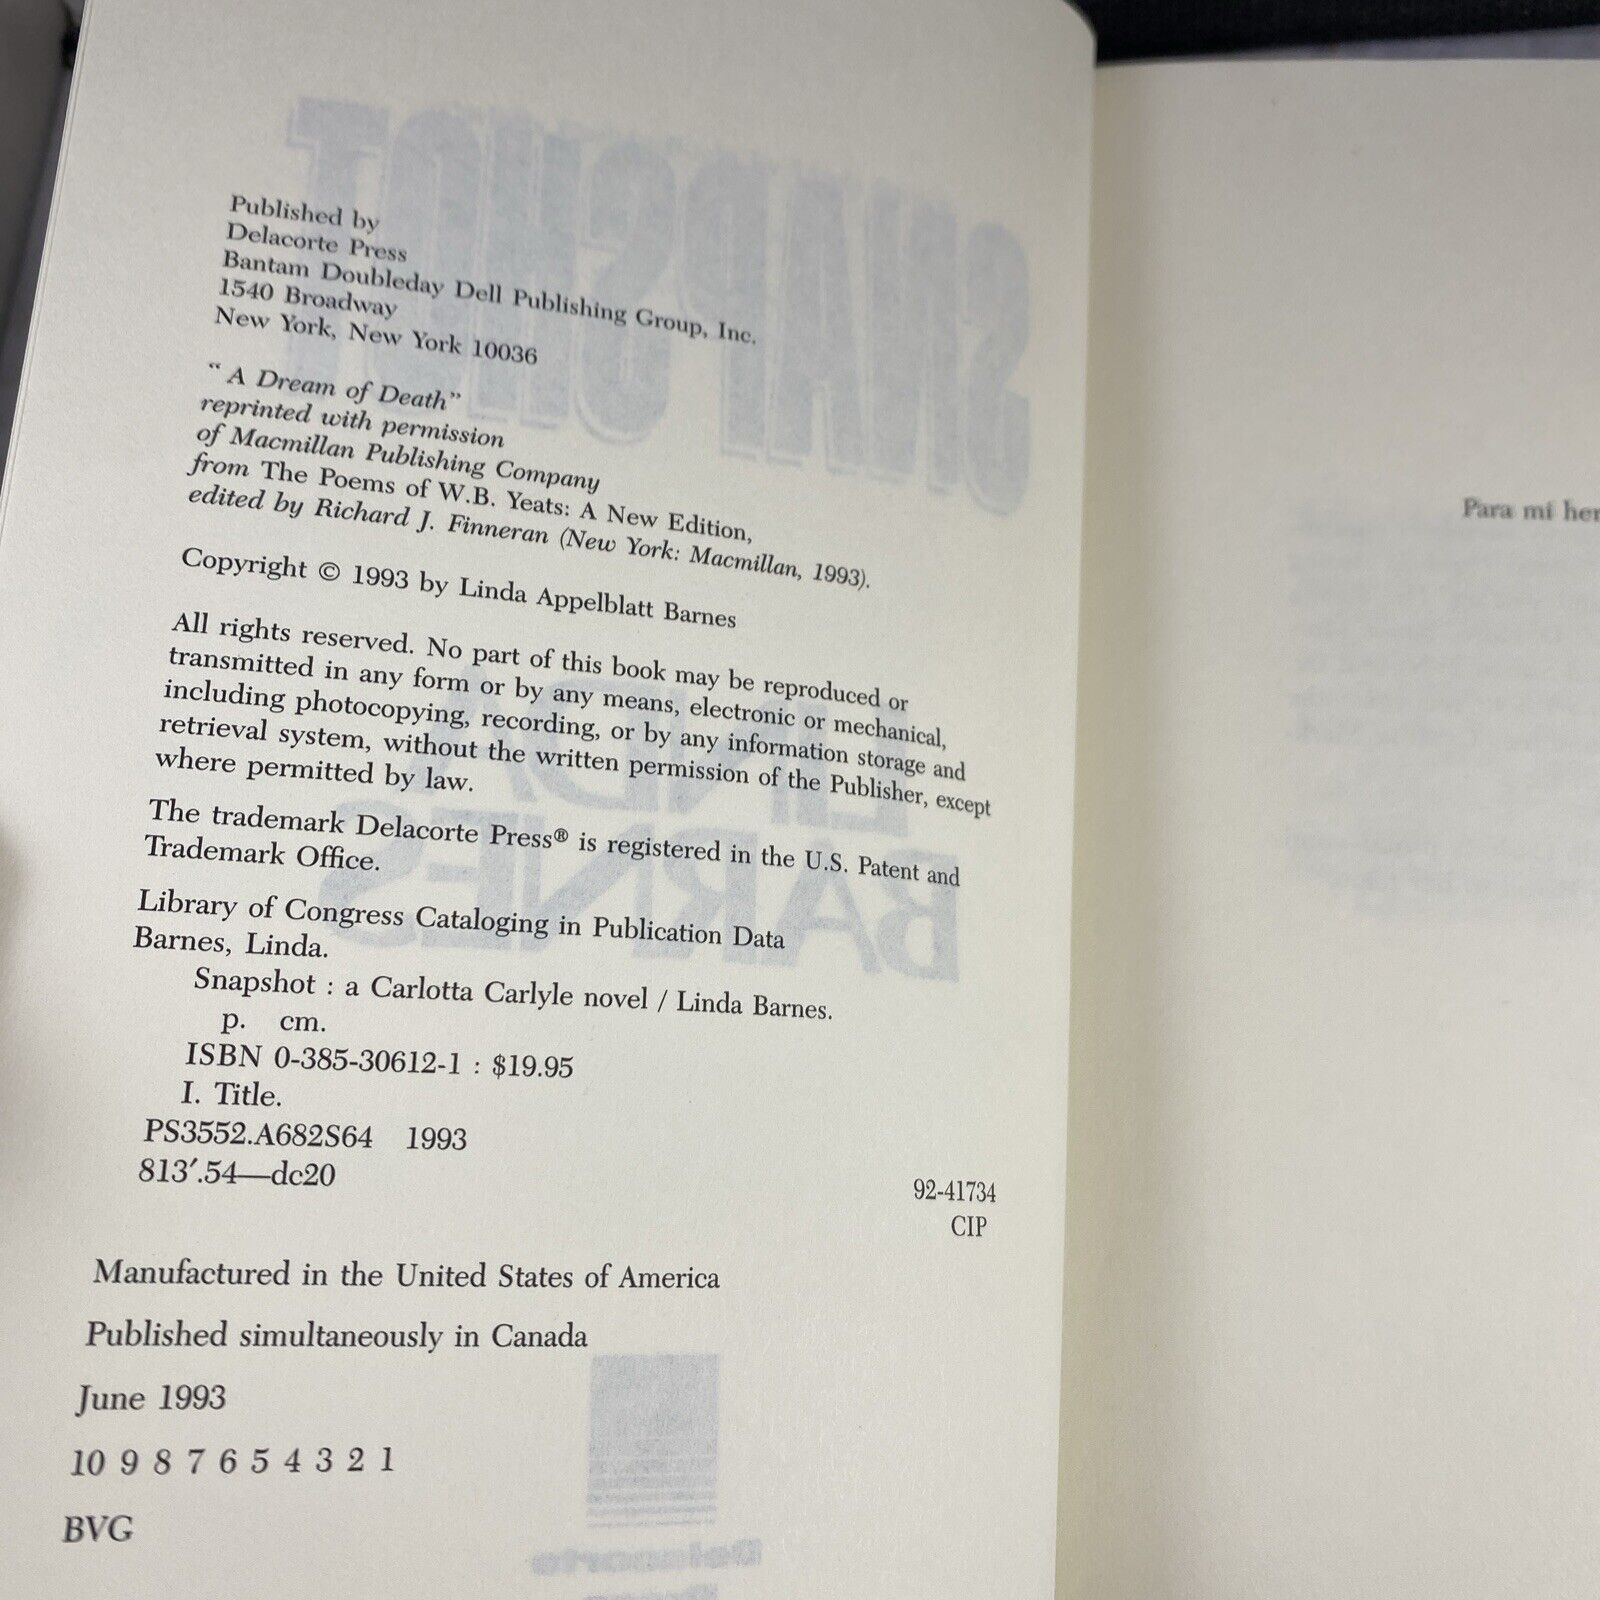 Published by
Delacorte Press
Bantam Doubleday Dell Publishing Group, Inc.
1540 Broadway
New York, New York 10036
“A Dream of Death”
reprinted with permission
of Macmillan Publishing Company
from The Poems of W.B. Yeats: A New Edition,
edited by Richard J. Finneran (New York: Macmillan, 1993).
Copyright © 1993 by Linda Appelblatt Barnes
All rights reserved. No part of this book may be reproduced or
transmitted in any form or by any means, electronic or mechanical,
including photocopying, recording, or by any information storage and
retrieval system, without the written permission of the Publisher, except
where permitted by law.
The trademark Delacorte Press® is registered in the U.S. Patent and
Trademark Office.
Library of Congress Cataloging in Publication Data
Barnes, Linda.
Snapshot : a Carlotta Carlyle novel / Linda Barnes.
p. cm.
ISBN 0-385-30612-1 : $19.95
I. Title.
PS3552.A682S64 1993
813′.54—dc20
92-41734
CIP
Manufactured in the United States of America
Published simultaneously in Canada
June 1993
10 9 8 7 6 5 4 3 2 1
BVG
Para mi her
SNAPSHOT
LINDA
BARNES
Delacorte
Press